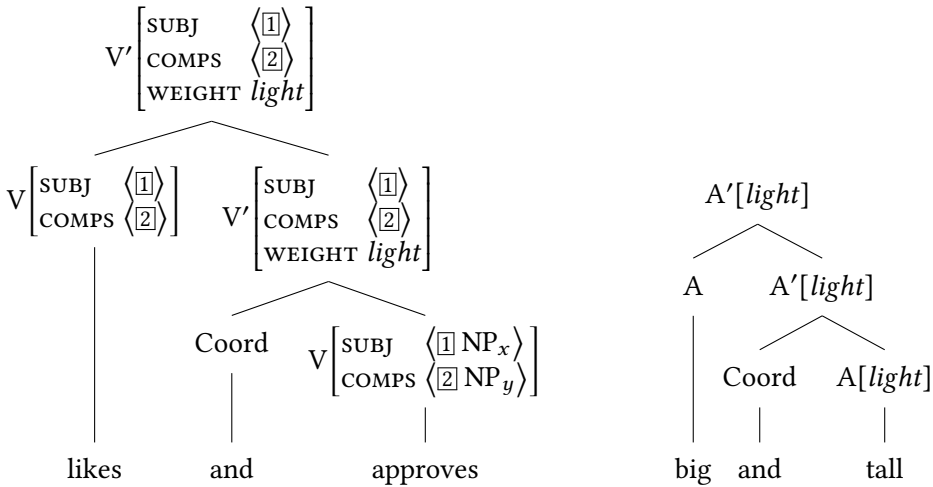 V′ [SUBJ ⟨[1]⟩
COMPS ⟨[2]⟩
WEIGHT light]
V [SUBJ ⟨[1]⟩
COMPS ⟨[2]⟩]
V′ [SUBJ ⟨[1]⟩
COMPS ⟨[2]⟩
WEIGHT light]
Coord
V [SUBJ ⟨[1] NPx⟩
COMPS ⟨[2] NPy⟩]
likes and approves
A′[light]
A A′[light]
Coord A[light]
big and tall